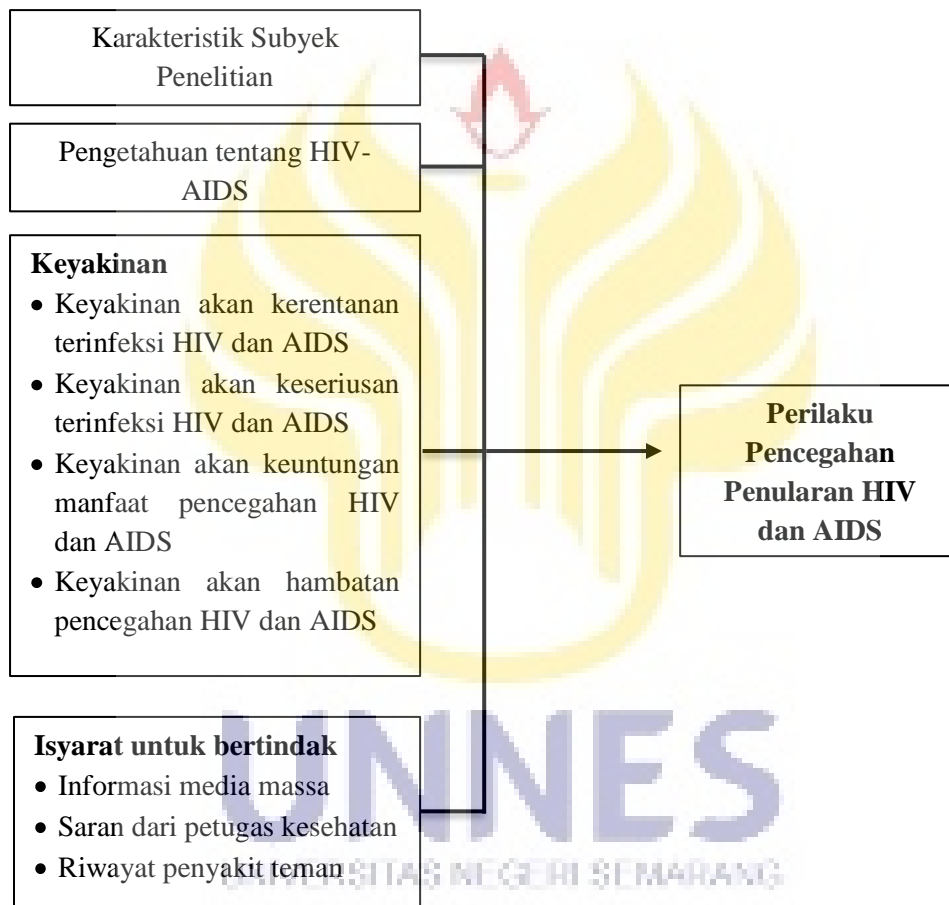 Karakteristik Subyek
Penelitian
Pengetahuan tentang HIV-
AIDS
Keyakinan
• Keyakinan akan kerentanan
terinfeksi HIV dan AIDS
• Keyakinan akan keseriusan
terinfeksi HIV dan AIDS
• Keyakinan akan keuntungan
manfaat pencegahan HIV
dan AIDS
• Keyakinan akan hambatan
pencegahan HIV dan AIDS
Perilaku
Pencegahan
Penularan HIV
dan AIDS
Isyarat untuk bertindak
• Informasi media massa
• Saran dari petugas kesehatan
• Riwayat penyakit teman
UNNES
UNIVERSITAS NEGERI SEMARANG